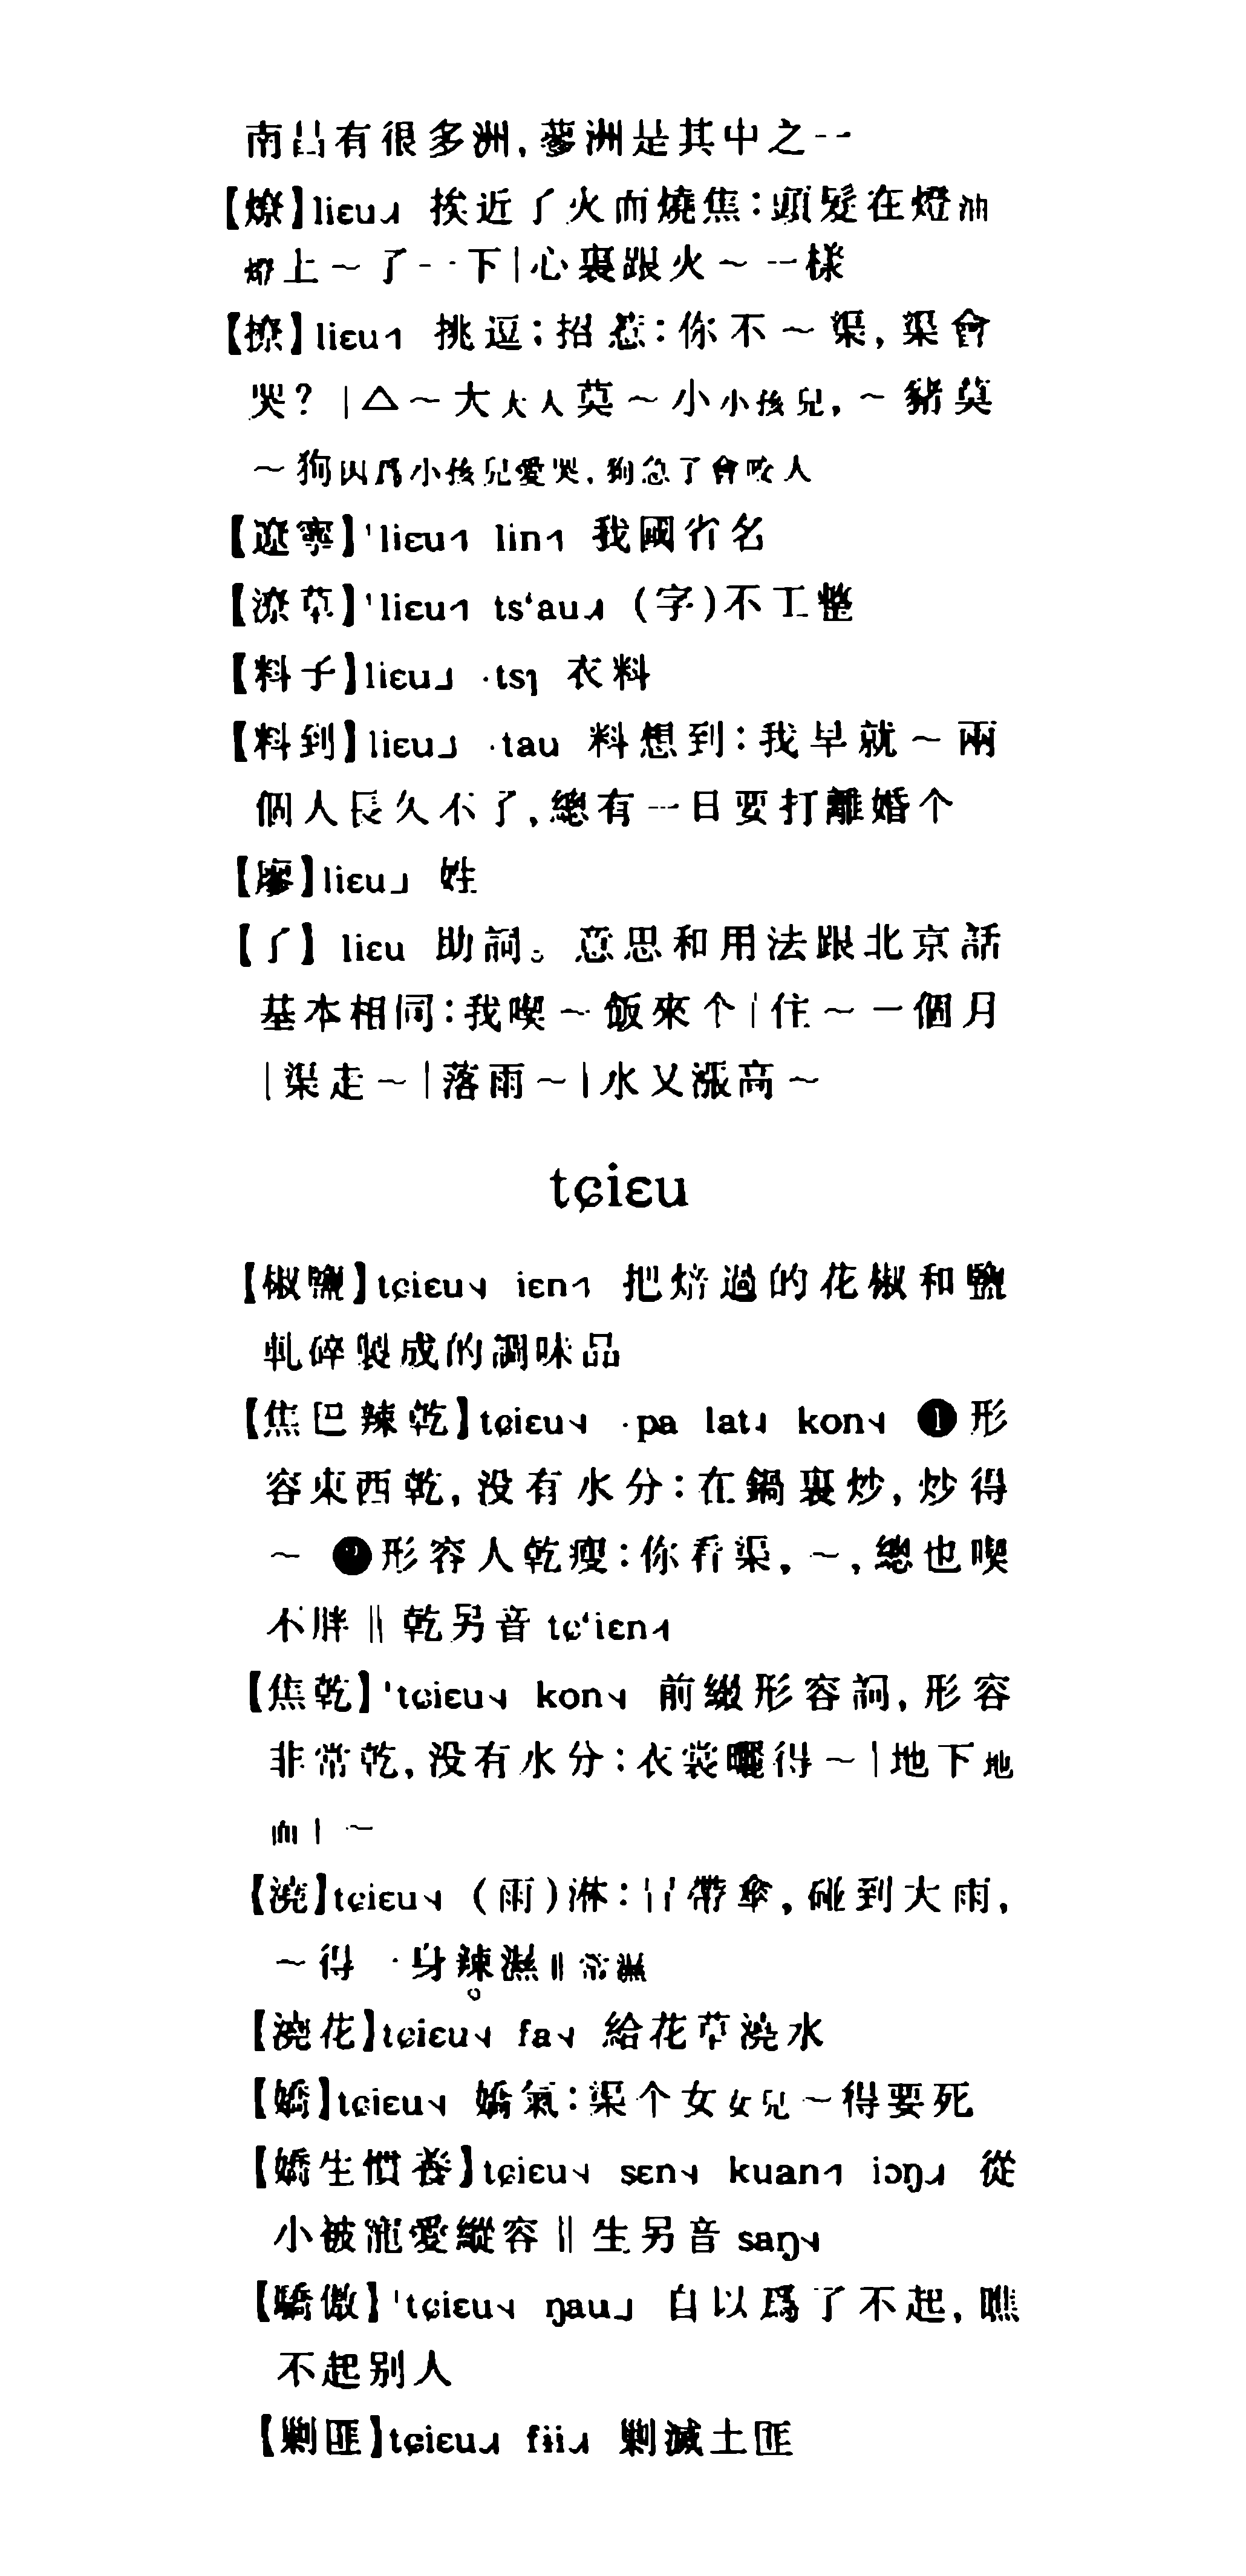 南昌有很多洲，蓼洲是其中之一
【燎】liɛu˨˩˧ 挨近了火而燒焦：頭髮在燈油
燈上～了一下|心裏跟火～一樣
【撩】liɛu˦˥ 挑逗；招惹：你不～渠，渠會
哭？|△～大大人莫～小小孩兒，～豬莫
～狗因爲小孩兒愛哭，狗急了會咬人
【遼寧】ˈliɛu˦˥ lin˦˥ 我國省名
【潦草】ˈliɛu˦˥ tsʻau˨˩˧ （字）不工整
【料子】liɛu˩ ·tsɿ 衣料
【料到】liɛu˩ ·tau 料想到：我早就～兩
個人長久不了，總有一日要打離婚个
【廖】liɛu˩ 姓
【了】liɛu 助詞。意思和用法跟北京話
基本相同：我喫～飯來个|住～一個月
|渠走～|落雨～|水又漲高～
tɕiɛu
【椒鹽】tɕiɛu˦˨ iɛn˦˥ 把焙過的花椒和鹽
軋碎製成的調味品
【焦巴辣乾】tɕiɛu˦˨ ·pa lat˨ kon˦˨ ❶形
容東西乾，没有水分：在鍋裏炒，炒得
～ ❷形容人乾瘦：你看渠，～，總也喫
不胖‖乾另音 tɕʻiɛn˨˦
【焦乾】ˈtɕiɛu˦˨ kon˦˨ 前綴形容詞，形容
非常乾，没有水分：衣裳曬得～|地下地
面|～
【澆】tɕiɛu˦˨ （雨）淋：冇帶傘，碰到大雨，
～得一身辣̥濕‖常濕
【澆花】tɕiɛu˦˨ fa˦˨ 給花草澆水
【嬌】tɕiɛu˦˨ 嬌氣：渠个女女兒～得要死
【嬌生慣養】tɕiɛu˦˨ sɛn˦˨ kuan˦˥ iɔŋ˨˩˧ 從
小被寵愛縱容‖生另音 saŋ˦˨
【驕傲】ˈtɕiɛu˦˨ ŋau˩ 自以爲了不起，瞧
不起别人
【剿匪】tɕiɛu˨˩˧ fɨi˨˩˧ 剿滅土匪